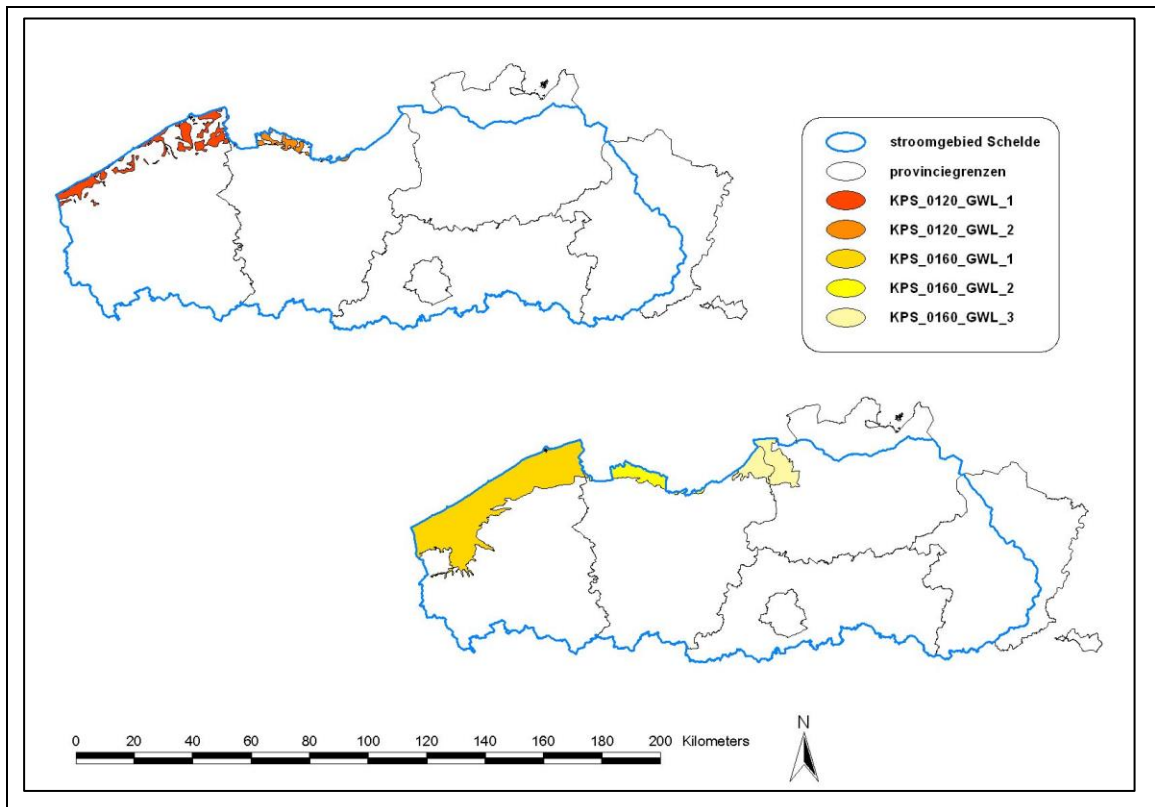 stroomgebied Schelde
provinciegrenzen
KPS_0120_GWL_1
KPS_0120_GWL_2
KPS_0160_GWL_1
KPS_0160_GWL_2
KPS_0160_GWL_3
0 20 40 60 80 100 120 140 160 180 200 Kilometers
N